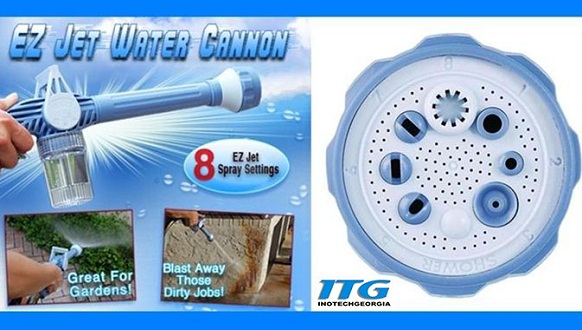 EZ JET WATER CANNON
8 EZ Jet
Spray Settings
Great For
Gardens!
Blast Away
Those
Dirty Jobs!
SHOWER
ITG
INOTECHGEORGIA